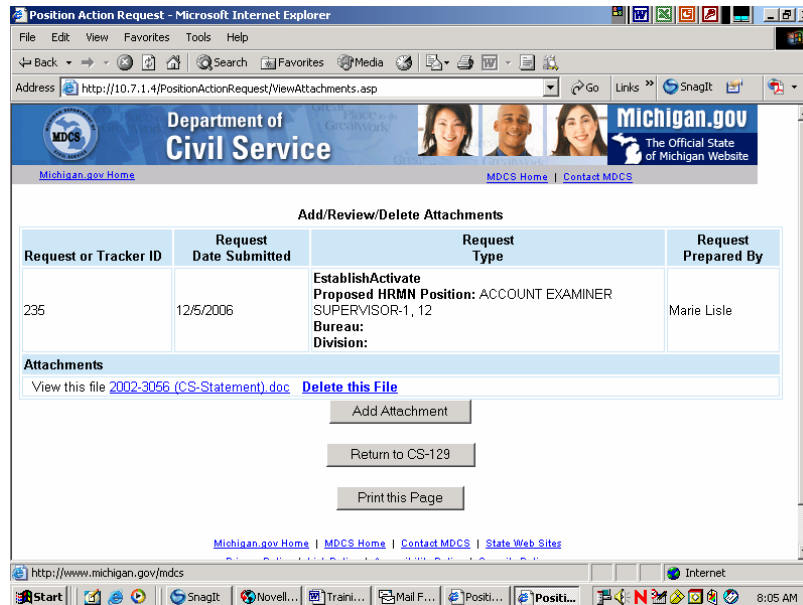 Position Action Request - Microsoft Internet Explorer
File Edit View Favorites Tools Help
Back Search Favorites Media
Address http://10.7.1.4/PositionActionRequest/ViewAttachments.asp Go Links » SnagIt
MDCS
Department of
Civil Service
Michigan.gov
The Official State
of Michigan Website
Michigan.gov Home MDCS Home | Contact MDCS
Add/Review/Delete Attachments
Request or Tracker ID Request Date Submitted Request Type Request Prepared By
235 12/5/2006 EstablishActivate
Proposed HRMN Position: ACCOUNT EXAMINER
SUPERVISOR-1, 12
Bureau:
Division:
Marie Lisle
Attachments
View this file 2002-3056 (CS-Statement).doc Delete this File
Add Attachment
Return to CS-129
Print this Page
Michigan.gov Home | MDCS Home | Contact MDCS | State Web Sites
http://www.michigan.gov/mdcs Internet
Start SnagIt Novell... Traini... Mail F... Positi... Positi... 8:05 AM